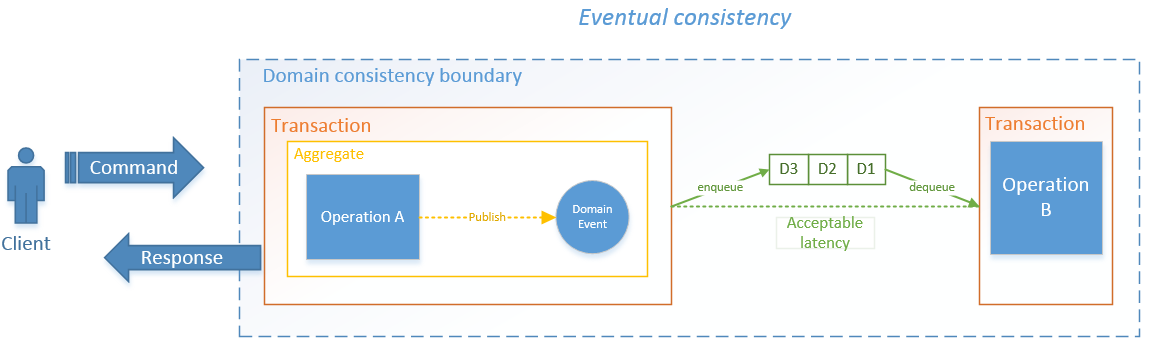 Eventual consistency
Domain consistency boundary
Transaction
Aggregate
Operation A
Publish
Domain
Event
Command
Client
Response
enqueue
D3 D2 D1
dequeue
Acceptable
latency
Transaction
Operation
B